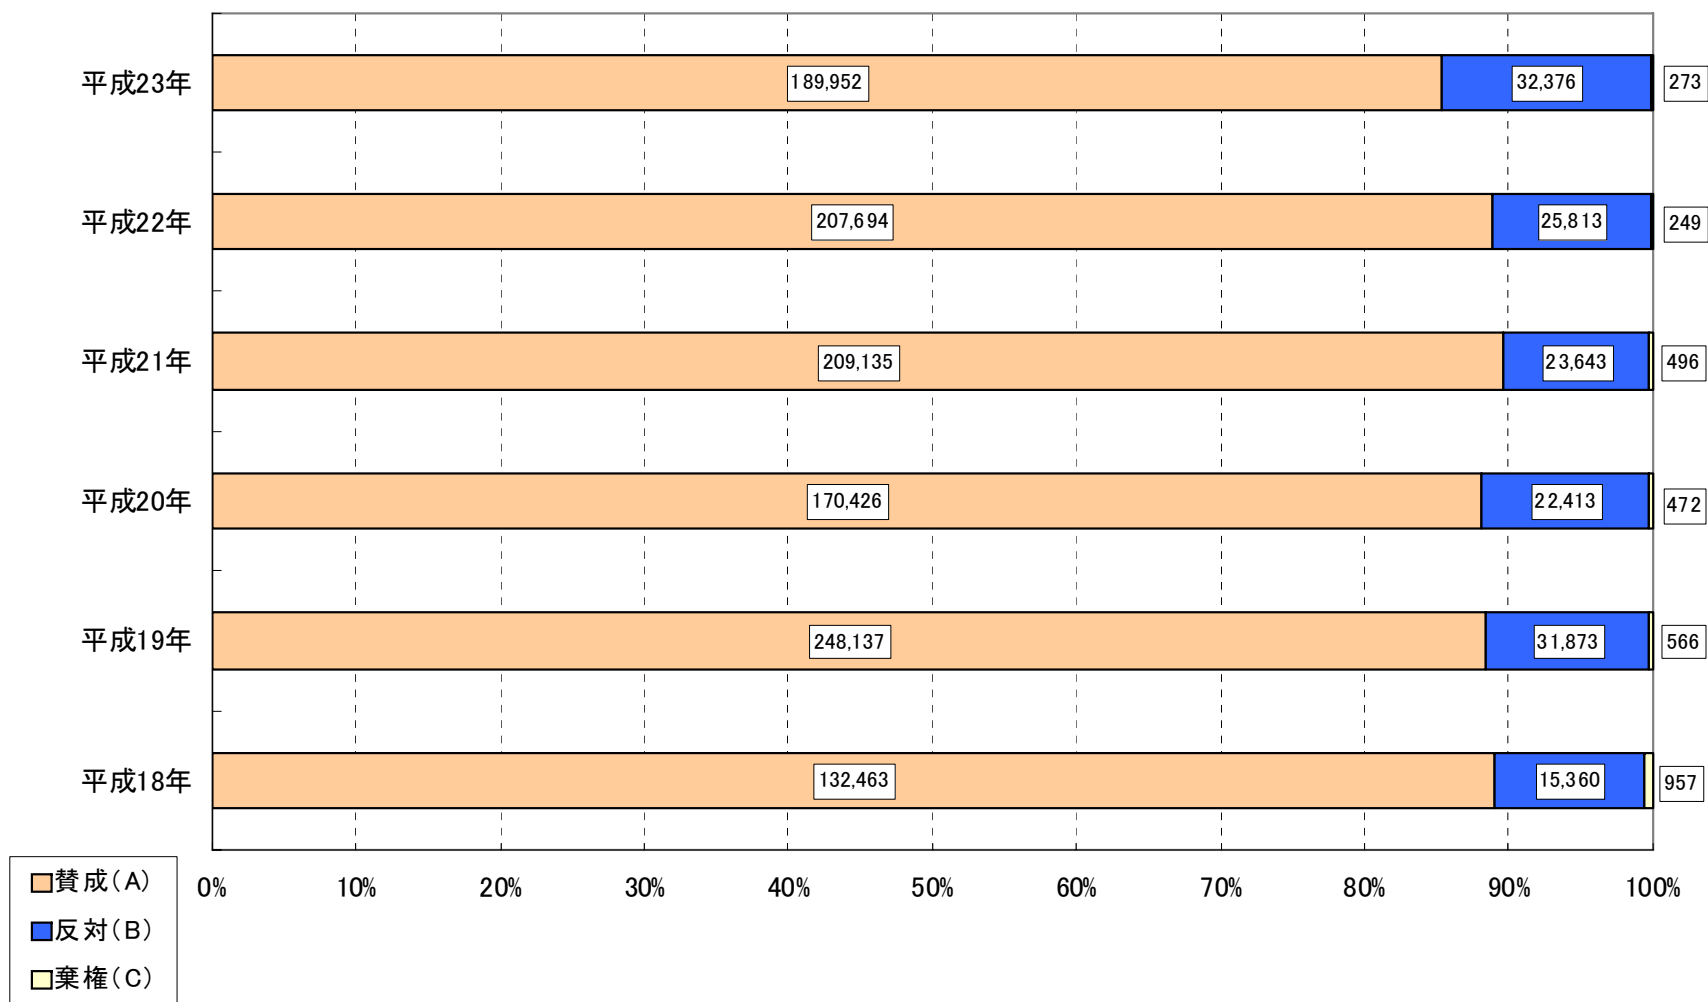 平成23年 189,952 32,376 273
平成22年 207,694 25,813 249
平成21年 209,135 23,643 496
平成20年 170,426 22,413 472
平成19年 248,137 31,873 566
平成18年 132,463 15,360 957
0% 10% 20% 30% 40% 50% 60% 70% 80% 90% 100%
賛成(A)
反対(B)
棄権(C)